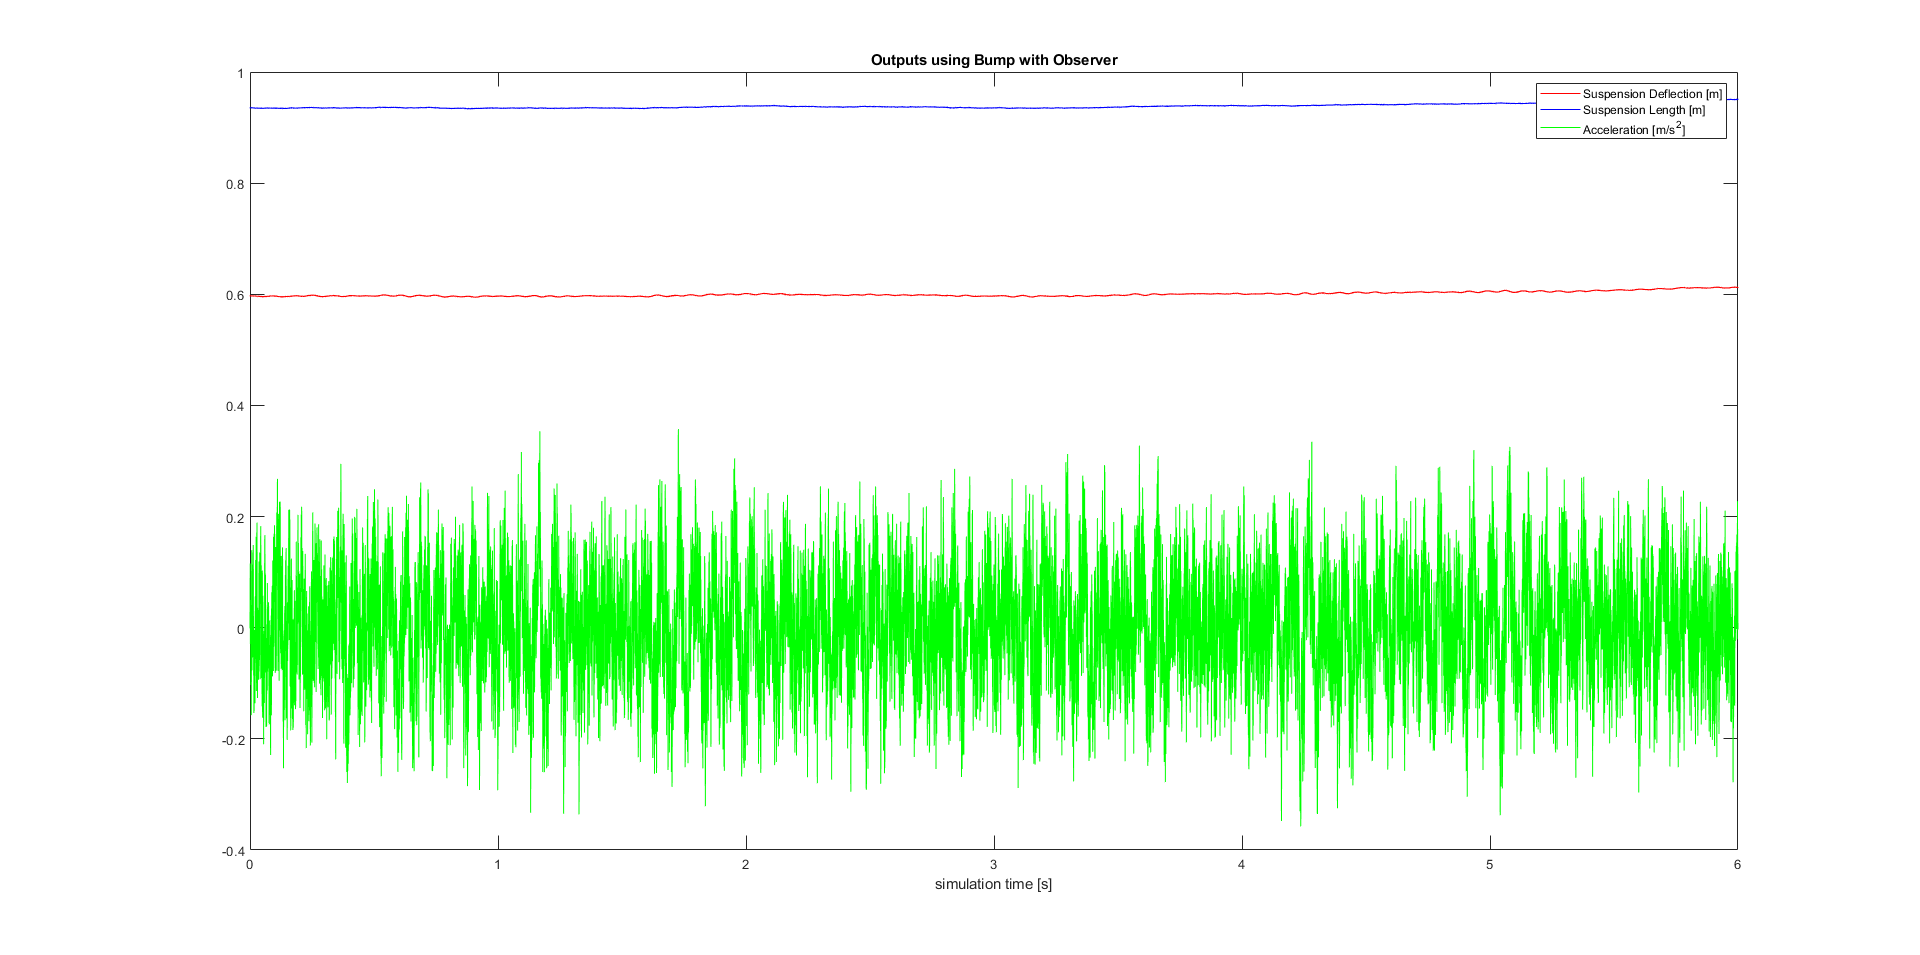 Outputs using Bump with Observer
1
Suspension Deflection [m]
Suspension Length [m]
Acceleration [m/s²]
0.8
0.6
0.4
0.2
0
-0.2
-0.4
0 1 2 3 4 5 6
simulation time [s]